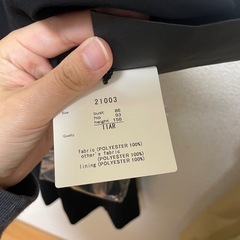 21003
Size
bust 86
hip 93
height 158
11AR
Quality
fabric(POLYESTER 100%)
other's fabric
(POLYESTER 100%)
lining(POLYESTER 100%)